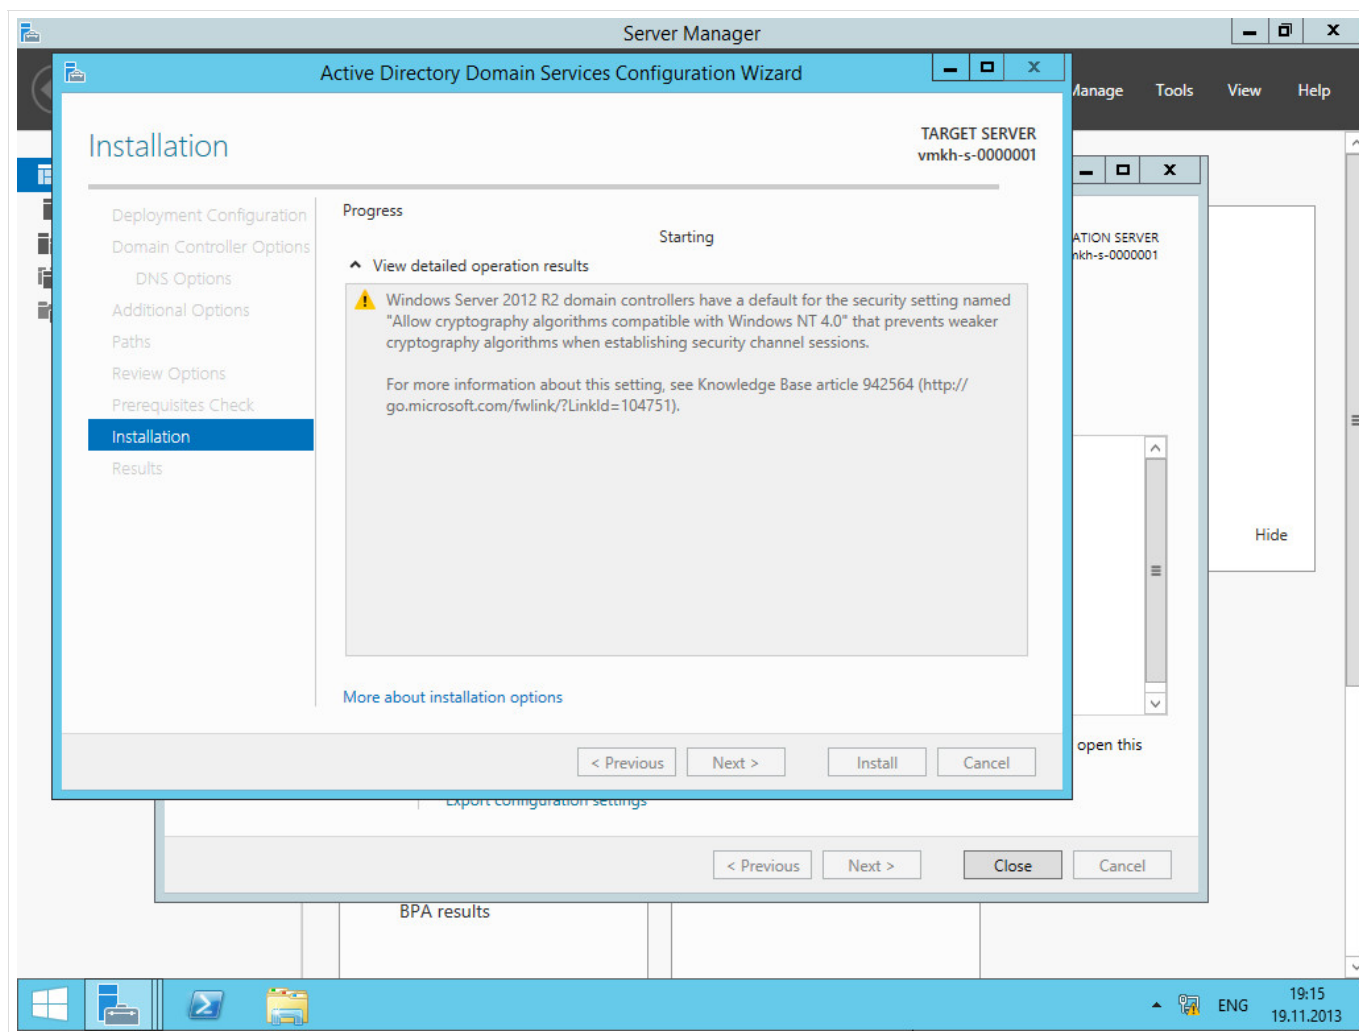 Server Manager
Active Directory Domain Services Configuration Wizard
Manage Tools View Help
Installation
TARGET SERVER
vmkh-s-0000001
Deployment Configuration
Domain Controller Options
DNS Options
Additional Options
Paths
Review Options
Prerequisites Check
Installation
Results
Progress
Starting
View detailed operation results
Windows Server 2012 R2 domain controllers have a default for the security setting named
"Allow cryptography algorithms compatible with Windows NT 4.0" that prevents weaker
cryptography algorithms when establishing security channel sessions.
For more information about this setting, see Knowledge Base article 942564 (http://
go.microsoft.com/fwlink/?LinkId=104751).
More about installation options
< Previous
Next >
Install
Cancel
ATION SERVER
nkh-s-0000001
Hide
open this
Export configuration settings
< Previous
Next >
Close
Cancel
BPA results
ENG
19:15
19.11.2013